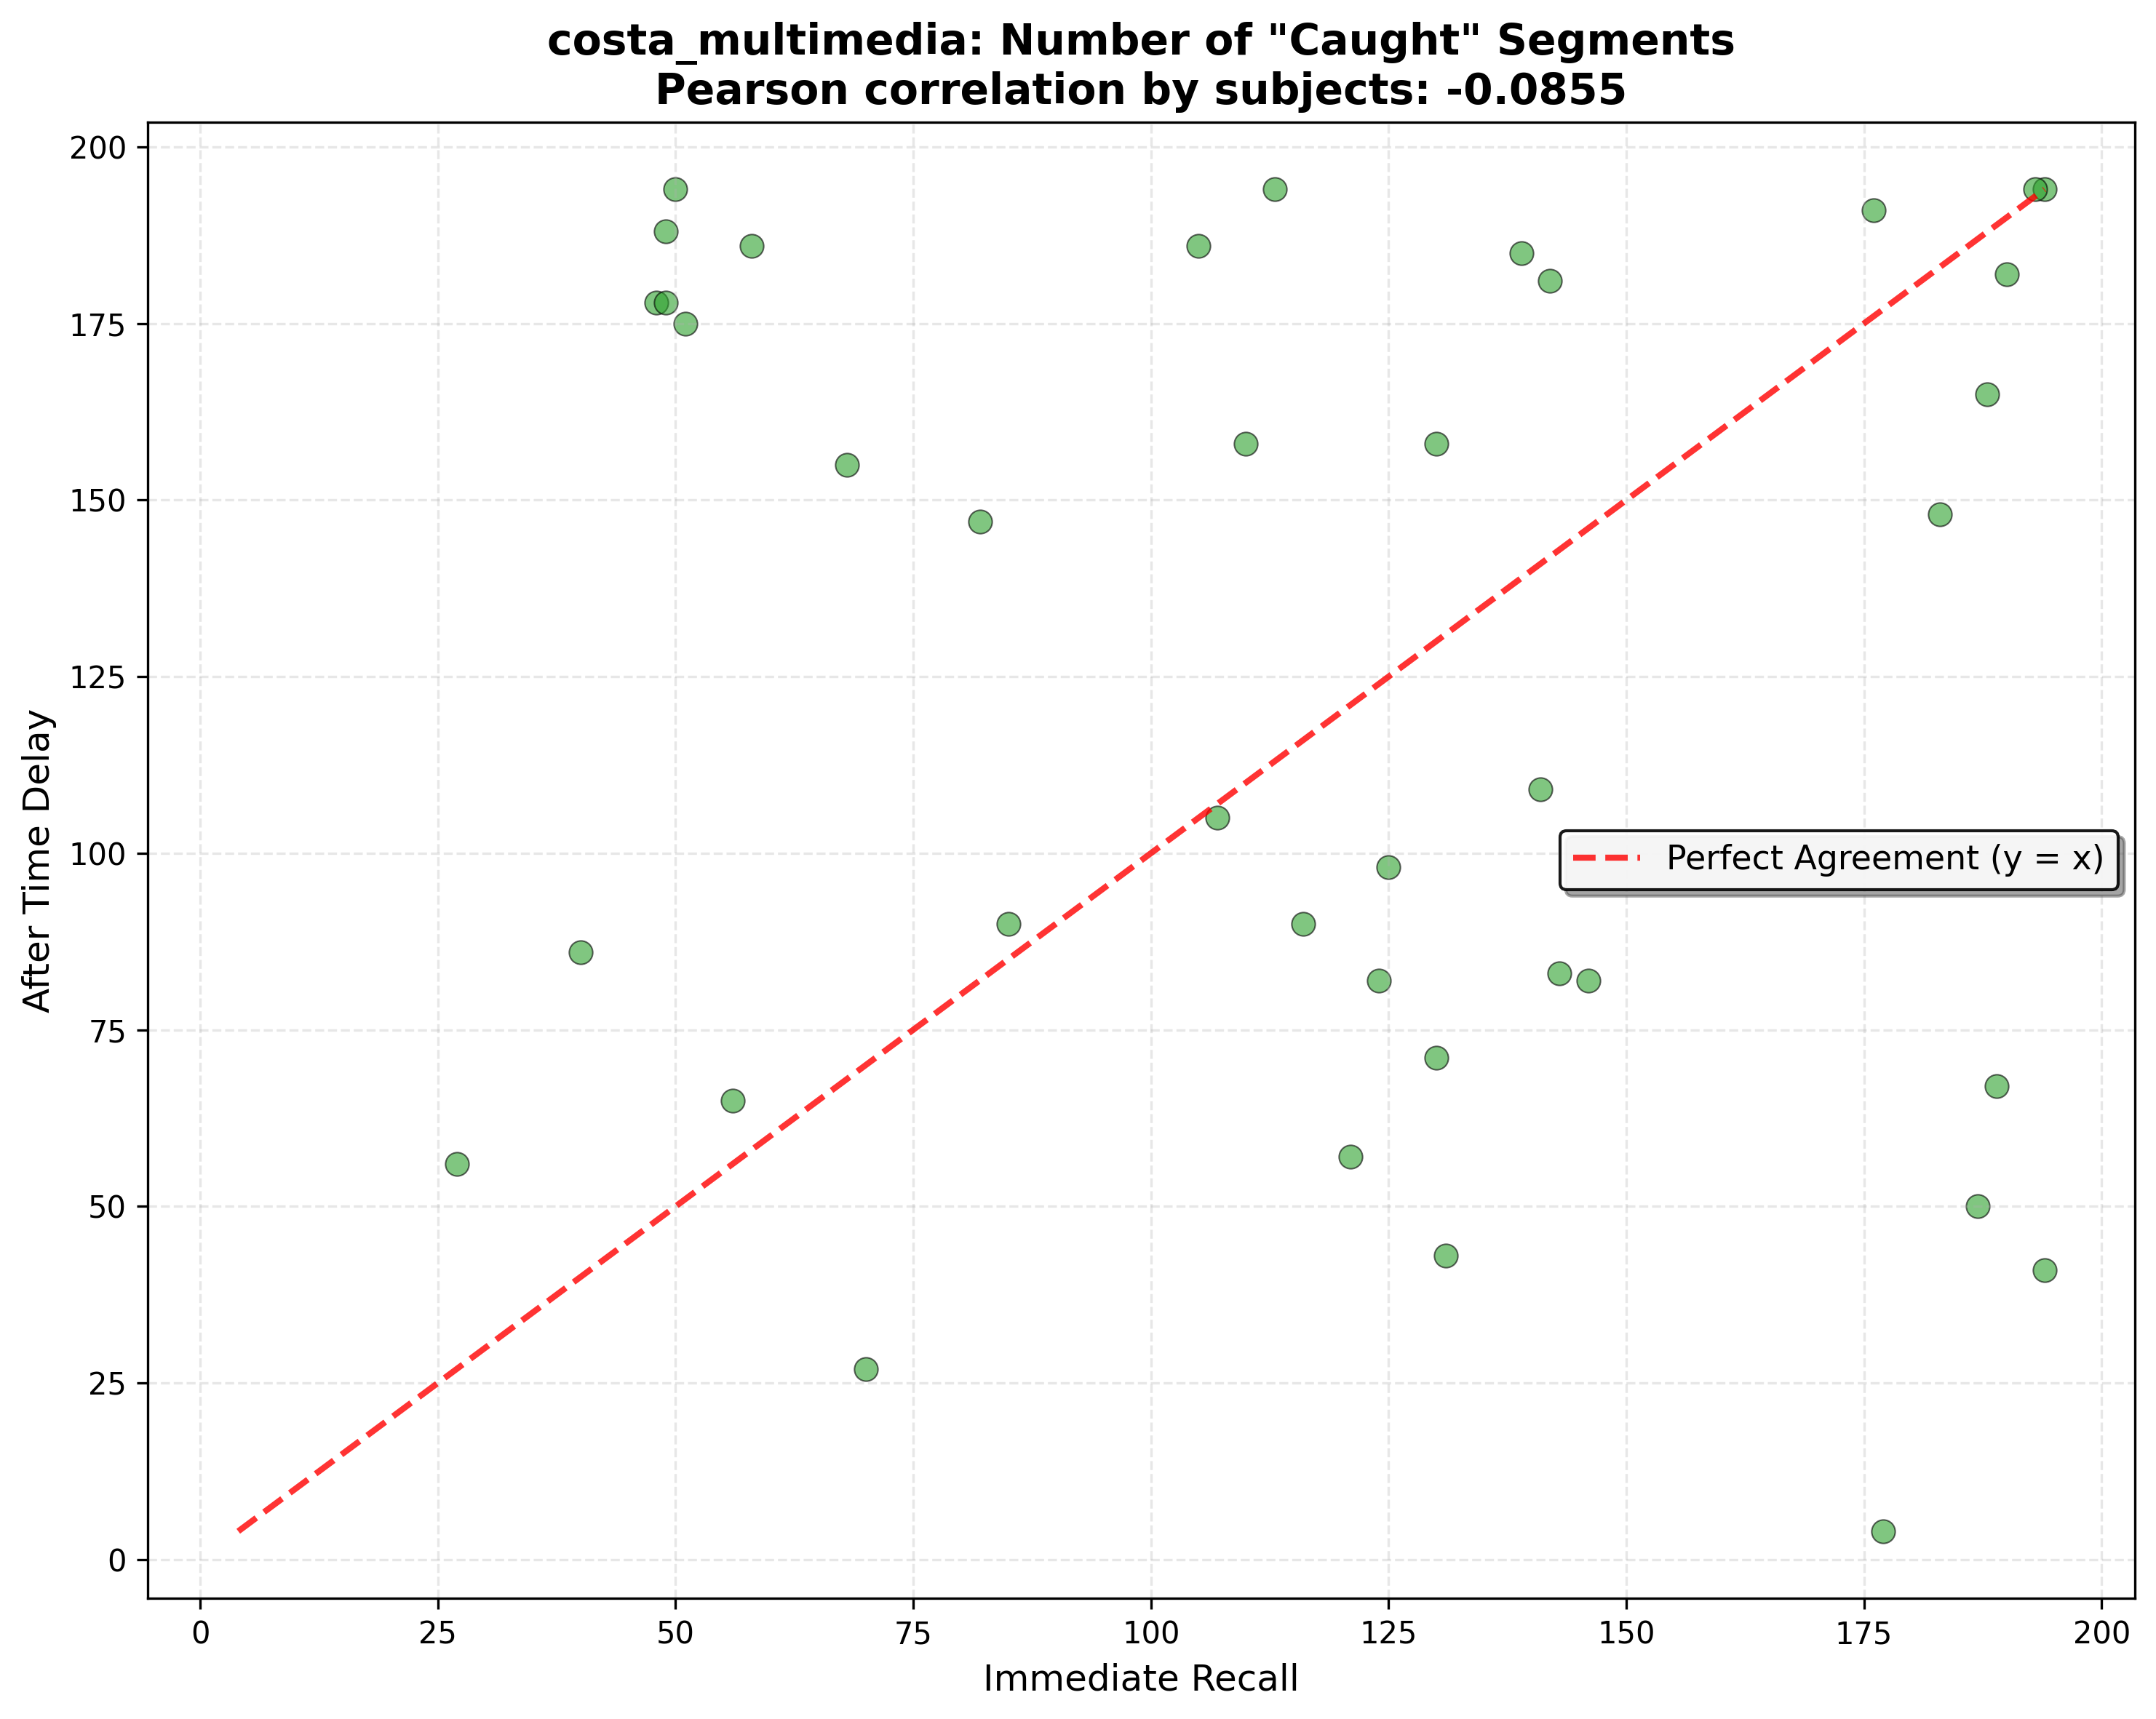 costa_multimedia: Number of "Caught" Segments
Pearson correlation by subjects: -0.0855
200
175
150
125
100
75
50
25
0
After Time Delay
Perfect Agreement (y = x)
0 25 50 75 100 125 150 175 200
Immediate Recall